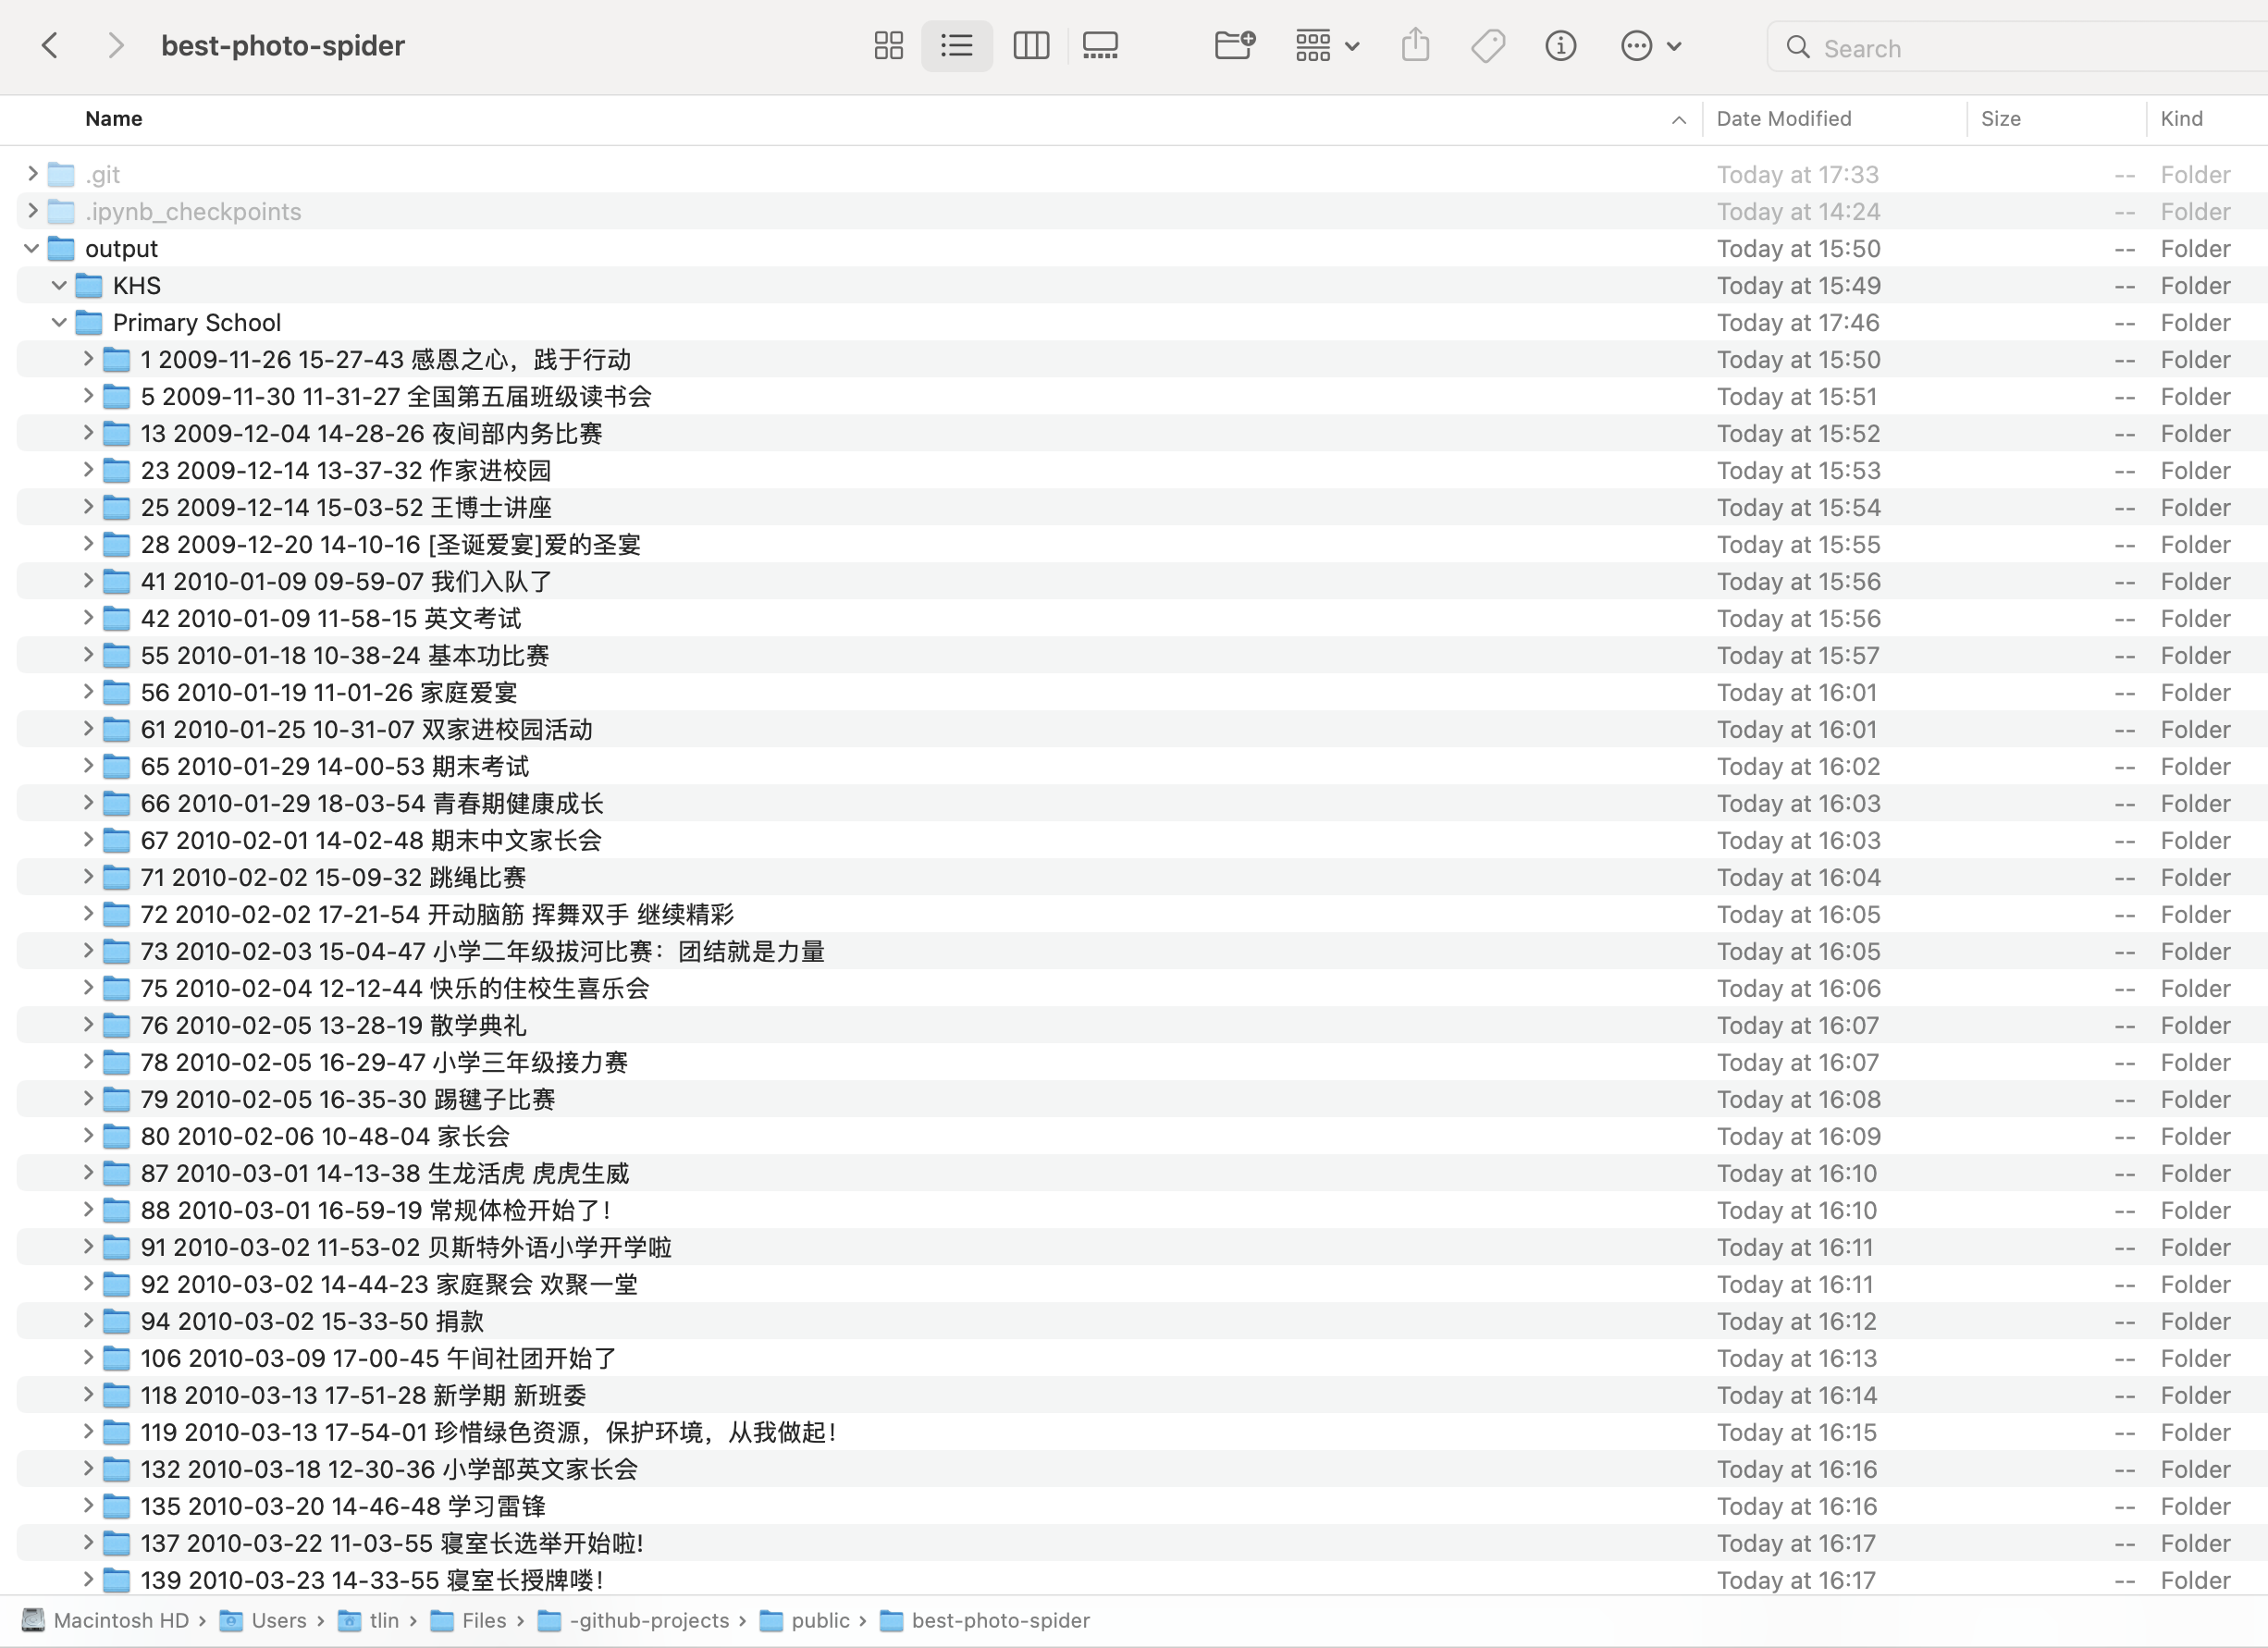 best-photo-spider Search
Name Date Modified Size Kind
.git Today at 17:33 -- Folder
.ipynb_checkpoints Today at 14:24 -- Folder
output Today at 15:50 -- Folder
KHS Today at 15:49 -- Folder
Primary School Today at 17:46 -- Folder
1 2009-11-26 15-27-43 感恩之心，践于行动 Today at 15:50 -- Folder
5 2009-11-30 11-31-27 全国第五届班级读书会 Today at 15:51 -- Folder
13 2009-12-04 14-28-26 夜间部内务比赛 Today at 15:52 -- Folder
23 2009-12-14 13-37-32 作家进校园 Today at 15:53 -- Folder
25 2009-12-14 15-03-52 王博士讲座 Today at 15:54 -- Folder
28 2009-12-20 14-10-16 [圣诞爱宴]爱的圣宴 Today at 15:55 -- Folder
41 2010-01-09 09-59-07 我们入队了 Today at 15:56 -- Folder
42 2010-01-09 11-58-15 英文考试 Today at 15:56 -- Folder
55 2010-01-18 10-38-24 基本功比赛 Today at 15:57 -- Folder
56 2010-01-19 11-01-26 家庭爱宴 Today at 16:01 -- Folder
61 2010-01-25 10-31-07 双家进校园活动 Today at 16:01 -- Folder
65 2010-01-29 14-00-53 期末考试 Today at 16:02 -- Folder
66 2010-01-29 18-03-54 青春期健康成长 Today at 16:03 -- Folder
67 2010-02-01 14-02-48 期末中文家长会 Today at 16:03 -- Folder
71 2010-02-02 15-09-32 跳绳比赛 Today at 16:04 -- Folder
72 2010-02-02 17-21-54 开动脑筋 挥舞双手 继续精彩 Today at 16:05 -- Folder
73 2010-02-03 15-04-47 小学二年级拔河比赛：团结就是力量 Today at 16:05 -- Folder
75 2010-02-04 12-12-44 快乐的住校生喜乐会 Today at 16:06 -- Folder
76 2010-02-05 13-28-19 散学典礼 Today at 16:07 -- Folder
78 2010-02-05 16-29-47 小学三年级接力赛 Today at 16:07 -- Folder
79 2010-02-05 16-35-30 踢毽子比赛 Today at 16:08 -- Folder
80 2010-02-06 10-48-04 家长会 Today at 16:09 -- Folder
87 2010-03-01 14-13-38 生龙活虎 虎虎生威 Today at 16:10 -- Folder
88 2010-03-01 16-59-19 常规体检开始了！ Today at 16:10 -- Folder
91 2010-03-02 11-53-02 贝斯特外语小学开学啦 Today at 16:11 -- Folder
92 2010-03-02 14-44-23 家庭聚会 欢聚一堂 Today at 16:11 -- Folder
94 2010-03-02 15-33-50 捐款 Today at 16:12 -- Folder
106 2010-03-09 17-00-45 午间社团开始了 Today at 16:13 -- Folder
118 2010-03-13 17-51-28 新学期 新班委 Today at 16:14 -- Folder
119 2010-03-13 17-54-01 珍惜绿色资源，保护环境，从我做起！ Today at 16:15 -- Folder
132 2010-03-18 12-30-36 小学部英文家长会 Today at 16:16 -- Folder
135 2010-03-20 14-46-48 学习雷锋 Today at 16:16 -- Folder
137 2010-03-22 11-03-55 寝室长选举开始啦! Today at 16:17 -- Folder
139 2010-03-23 14-33-55 寝室长授牌喽！ Today at 16:17 -- Folder
Macintosh HD Users tlin Files -github-projects public best-photo-spider